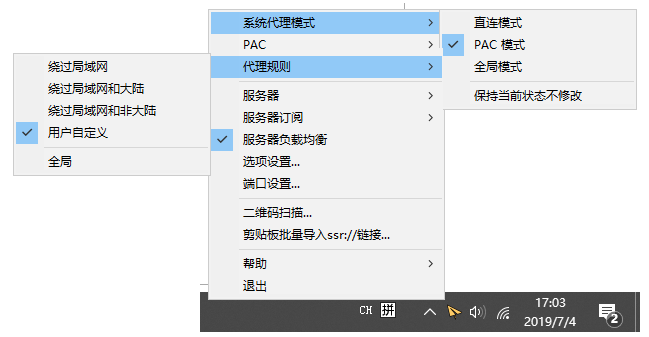 系统代理模式
PAC
代理规则
服务器
服务器订阅
服务器负载均衡
选项设置...
端口设置...
二维码扫描...
剪贴板批量导入ssr://链接...
帮助
退出
直连模式
PAC 模式
全局模式
保持当前状态不修改
绕过局域网
绕过局域网和大陆
绕过局域网和非大陆
用户自定义
全局
CH 拼
17:03
2019/7/4
2